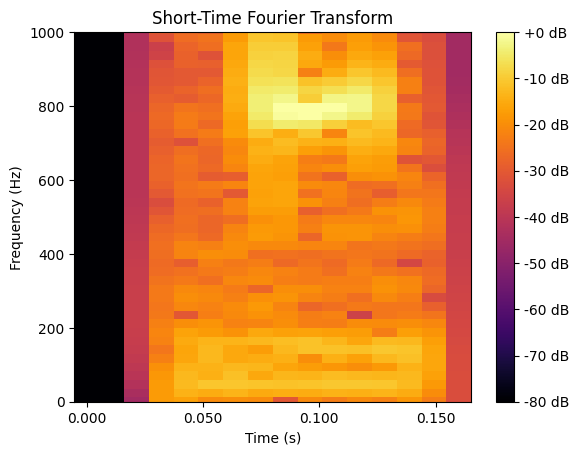 Short-Time Fourier Transform
1000
800
600
400
200
0
Frequency (Hz)
0.000
0.050
0.100
0.150
Time (s)
+0 dB
-10 dB
-20 dB
-30 dB
-40 dB
-50 dB
-60 dB
-70 dB
-80 dB